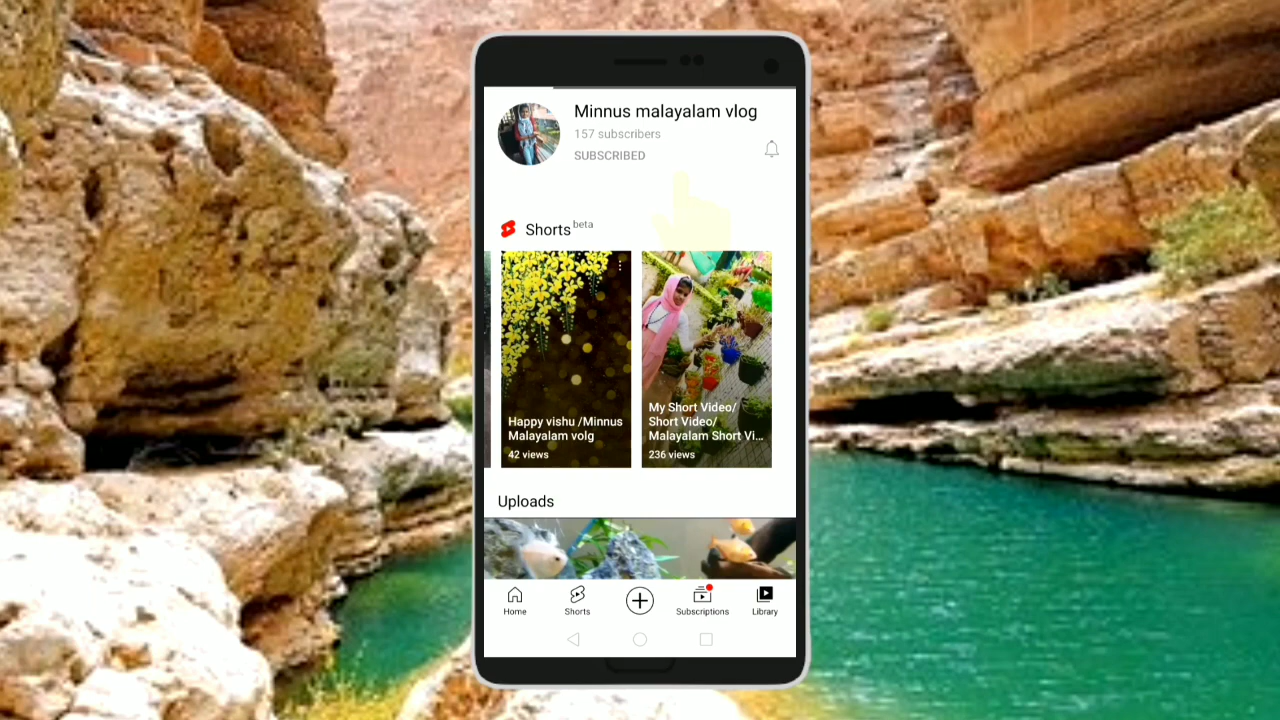 Minnus malayalam vlog
157 subscribers
SUBSCRIBED
Shorts beta
Happy vishu /Minnus
Malayalam volg
42 views
My Short Video/
Short Video/
Malayalam Short Vi...
236 views
Uploads
Home
Shorts
Subscriptions
Library